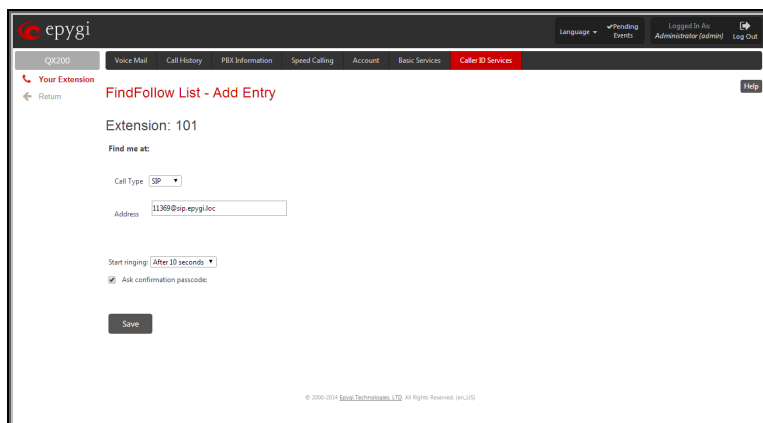 epygi
Language
Pending Events
Logged In As:
Administrator (admin)
Log Out
QX200
Voice Mail
Call History
PBX Information
Speed Calling
Account
Basic Services
Caller ID Services
Your Extension
Return
Help
FindFollow List - Add Entry
Extension: 101
Find me at:
Call Type SIP
Address 11369@sip.epygi.loc
Start ringing: After 10 seconds
Ask confirmation passcode:
Save
© 2000-2014 Epygi Technologies, LTD. All Rights Reserved. (en_US)